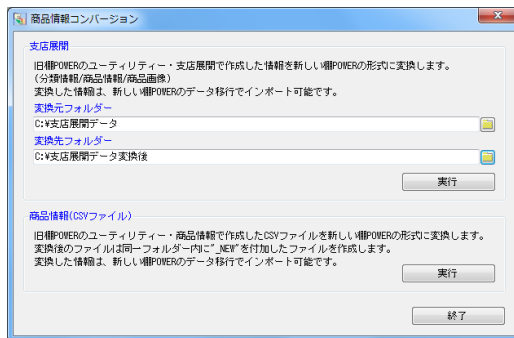 商品情報コンバージョン
支店展開
旧棚POWERのユーティリティー・支店展開で作成した情報を新しい棚POWERの形式に変換します。
(分類情報/商品情報/商品画像)
変換した情報は、新しい棚POWERのデータ移行でインポート可能です。
変換元フォルダー
C:¥支店展開データ
変換先フォルダー
C:¥支店展開データ変換後
実行
商品情報(CSVファイル)
旧棚POWERのユーティリティー・商品情報で作成したCSVファイルを新しい棚POWERの形式に変換します。
変換後のファイルは同一フォルダー内に"_NEW"を付加したファイルを作成します。
変換した情報は、新しい棚POWERのデータ移行でインポート可能です。
実行
終了